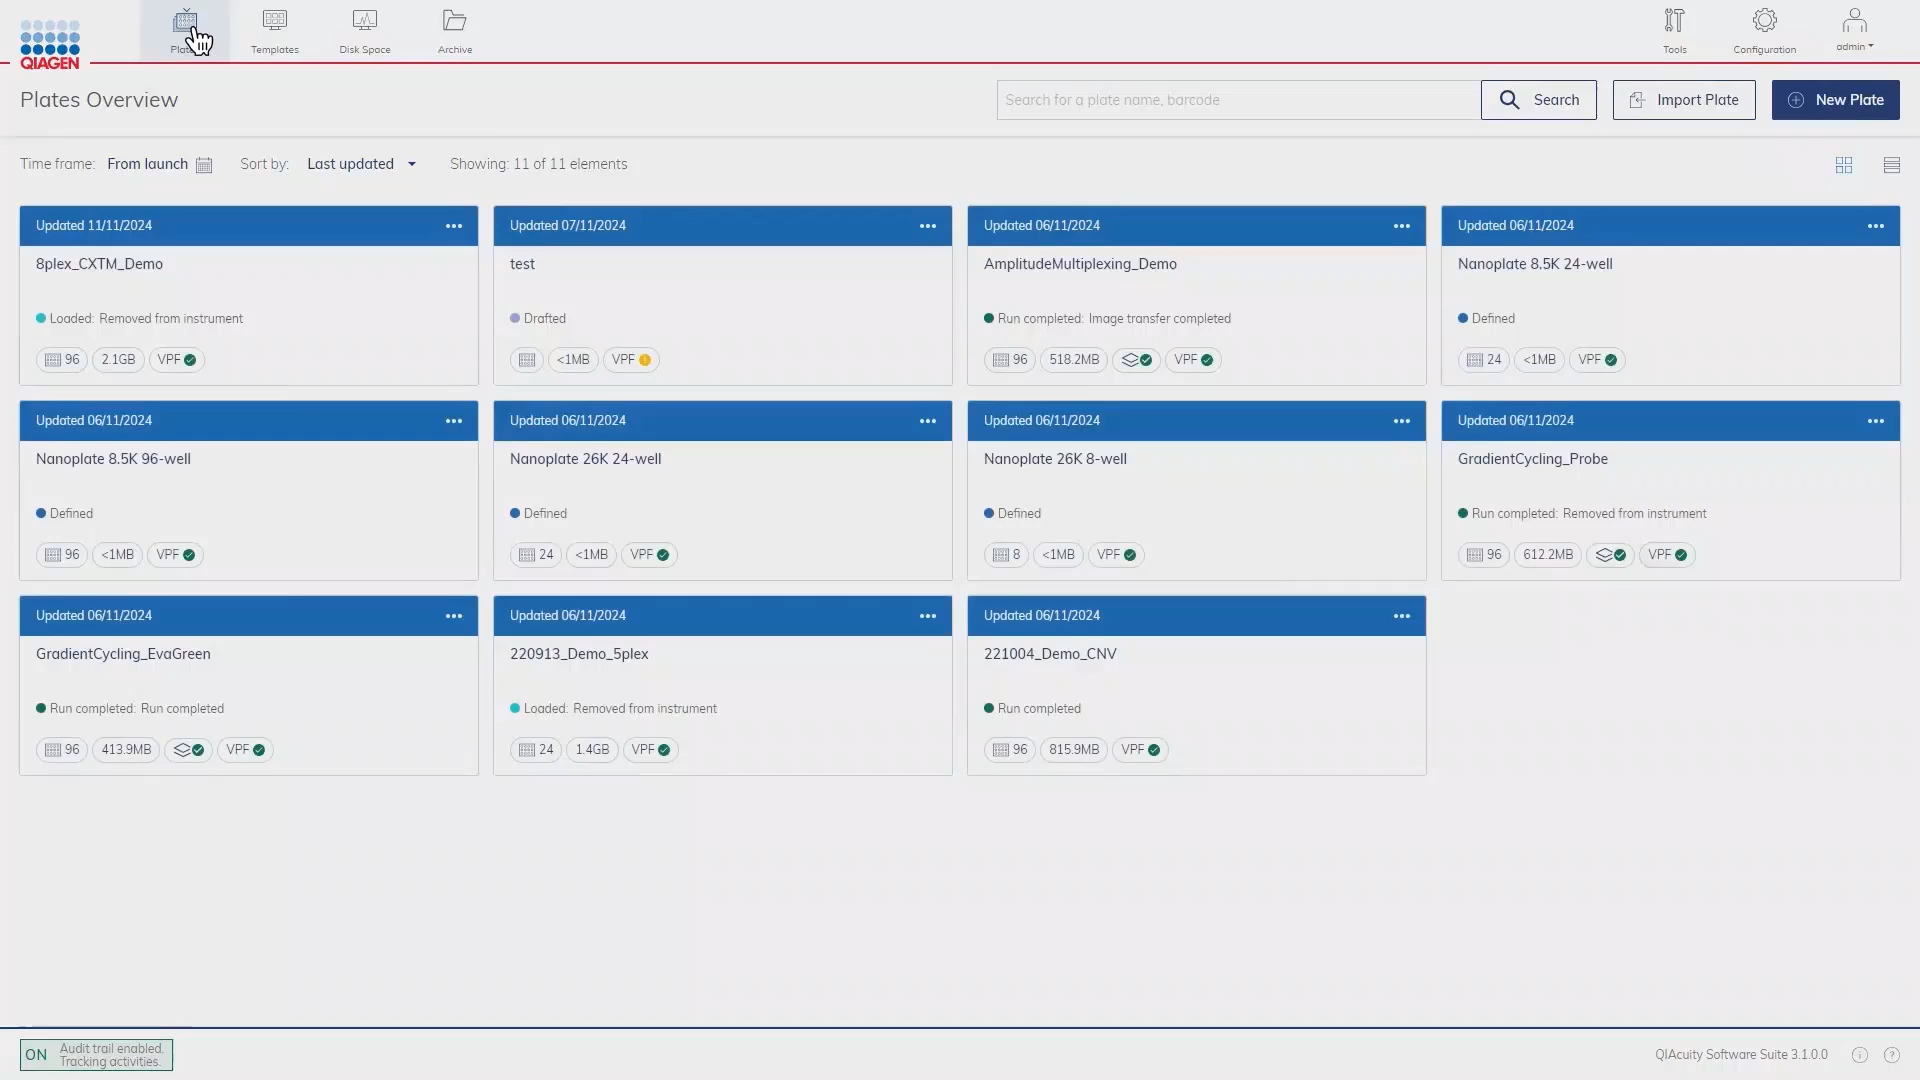 QIAGEN
Templates
Disk Space
Archive
Tools
Configuration
admin
Plates Overview
Search for a plate name, barcode
Search
Import Plate
New Plate
Time frame: From launch
Sort by: Last updated
Showing: 11 of 11 elements
Updated 11/11/2024
8plex_CXTM_Demo
Loaded: Removed from instrument
96 2.1GB VPF
Updated 07/11/2024
test
Drafted
<1MB VPF
Updated 06/11/2024
AmplitudeMultiplexing_Demo
Run completed: Image transfer completed
96 518.2MB VPF
Updated 06/11/2024
Nanoplate 8.5K 24-well
Defined
24 <1MB VPF
Updated 06/11/2024
Nanoplate 8.5K 96-well
Defined
96 <1MB VPF
Updated 06/11/2024
Nanoplate 26K 24-well
Defined
24 <1MB VPF
Updated 06/11/2024
Nanoplate 26K 8-well
Defined
8 <1MB VPF
Updated 06/11/2024
GradientCycling_Probe
Run completed: Removed from instrument
96 612.2MB VPF
Updated 06/11/2024
GradientCycling_EvaGreen
Run completed: Run completed
96 413.9MB VPF
Updated 06/11/2024
220913_Demo_5plex
Loaded: Removed from instrument
24 1.4GB VPF
Updated 06/11/2024
221004_Demo_CNV
Run completed
96 815.9MB VPF
ON
Audit trail enabled.
Tracking activities.
QIAcuity Software Suite 3.1.0.0